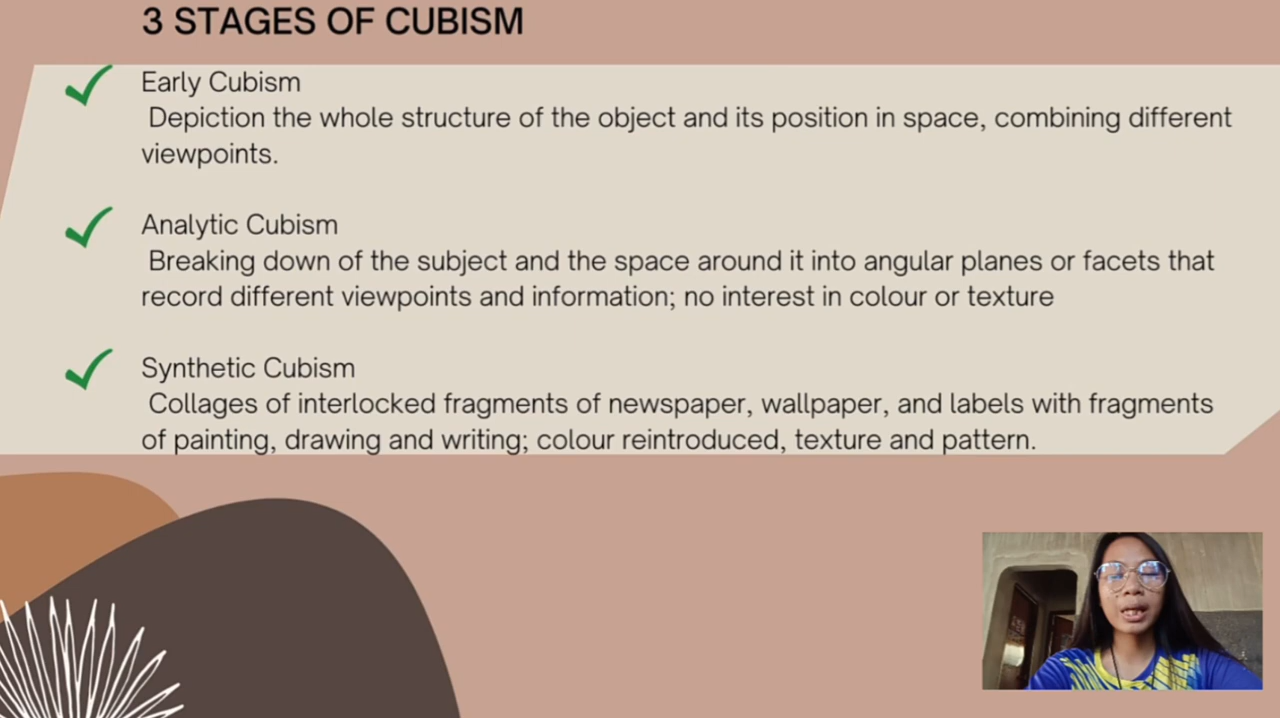 3 STAGES OF CUBISM
Early Cubism
Depiction the whole structure of the object and its position in space, combining different
viewpoints.
Analytic Cubism
Breaking down of the subject and the space around it into angular planes or facets that
record different viewpoints and information; no interest in colour or texture
Synthetic Cubism
Collages of interlocked fragments of newspaper, wallpaper, and labels with fragments
of painting, drawing and writing; colour reintroduced, texture and pattern.